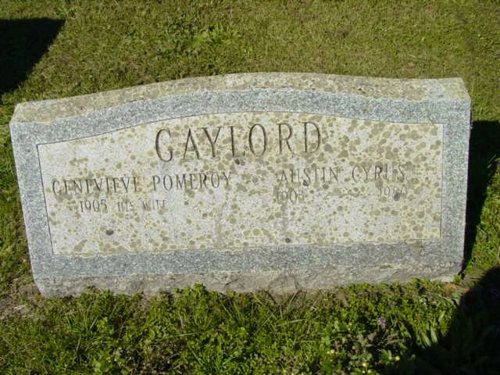 GAYLORD
GENEVIEVE POMEROY AUSTIN CYRUS
1905 HIS WIFE